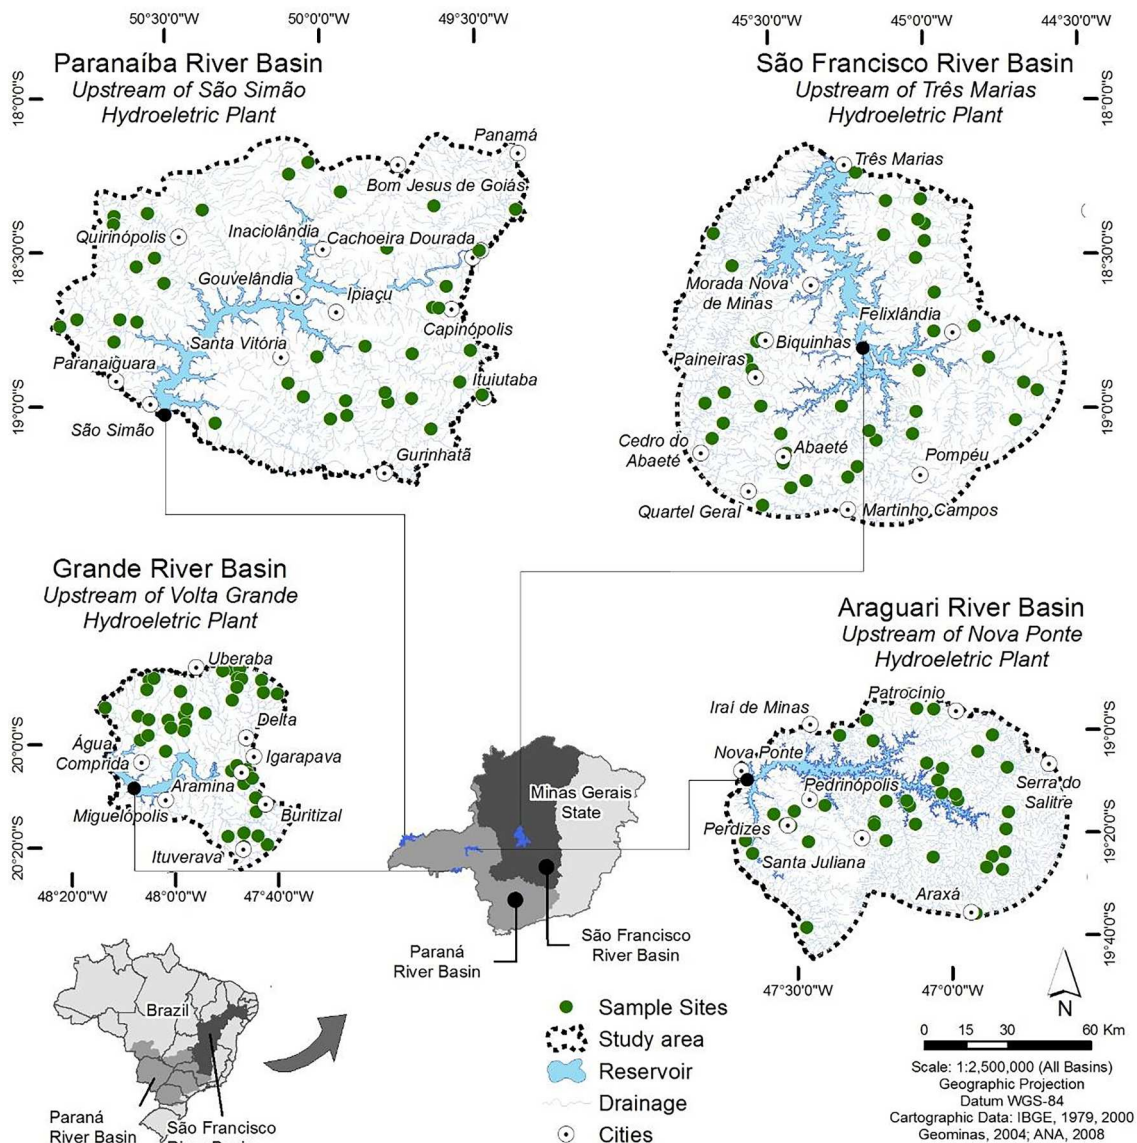 50°30'0"W 50°00'0"W 49°30'0"W
45°30'0"W 45°00'0"W 44°30'0"W
Paranaíba River Basin
Upstream of São Simão
Hydroeletric Plant
18°0'0"S
18°30'0"S
19°0'0"S
Panamá
Bom Jesus de Goiás
Quirinópolis
Inaciolândia
Cachoeira Dourada
Gouvelândia
Ipiaçu
Capinópolis
Santa Vitória
Paranaiguara
Ituiutaba
São Simão
Gurinhatã
São Francisco River Basin
Upstream of Três Marias
Hydroeletric Plant
18°0'0"S
18°30'0"S
19°0'0"S
Três Marias
Morada Nova
de Minas
Felixlândia
Biquinhas
Paineiras
Cedro do
Abaeté
Abaeté
Pompéu
Quartel Geral
Martinho Campos
Grande River Basin
Upstream of Volta Grande
Hydroeletric Plant
Uberaba
Delta
Água
Comprida
Igarapava
Aramina
Miguelópolis
Buritizal
Ituverava
20°0'0"S
20°20'0"S
48°20'0"W 48°0'0"W 47°40'0"W
Araguari River Basin
Upstream of Nova Ponte
Hydroeletric Plant
Patrocínio
Iraí de Minas
Nova Ponte
Pedrinópolis
Serra do
Salitre
Perdizes
Santa Juliana
Araxá
19°0'0"S
19°20'0"S
19°40'0"S
47°30'0"W 47°0'0"W
Minas Gerais
State
Paraná
River Basin
São Francisco
River Basin
Brazil
Paraná
River Basin
São Francisco
Sample Sites
Study area
Reservoir
Drainage
Cities
N
0 15 30 60 Km
Scale: 1:2,500,000 (All Basins)
Geographic Projection
Datum WGS-84
Cartographic Data: IBGE, 1979, 2000
Geominas, 2004; ANA, 2008